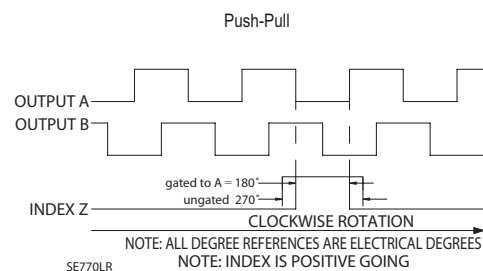 Push-Pull
OUTPUT A
OUTPUT B
gated to A = 180°
ungated 270°
INDEX Z
CLOCKWISE ROTATION
NOTE: ALL DEGREE REFERENCES ARE ELECTRICAL DEGREES
SE770LR NOTE: INDEX IS POSITIVE GOING